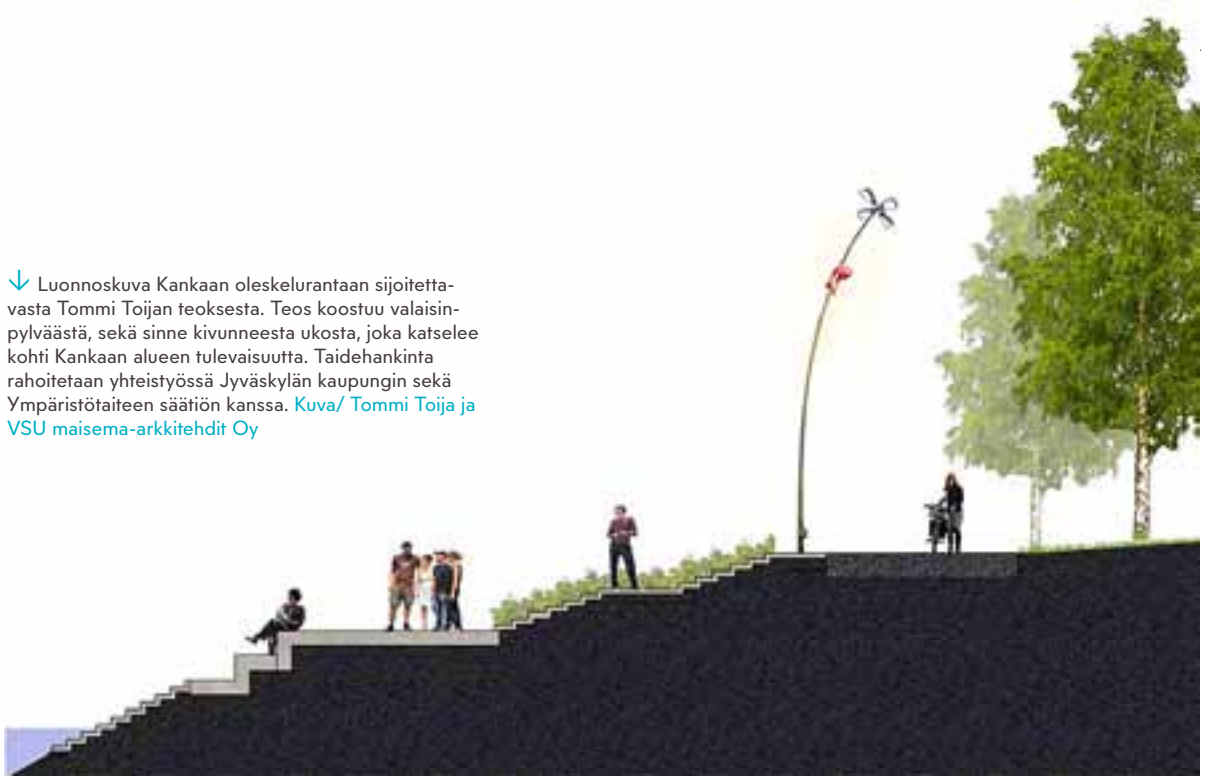 ↓ Luonnoskuva Kankaan oleskelurantaan sijoitetta-
vasta Tommi Toijan teoksesta. Teos koostuu valaisin-
pylväästä, sekä sinne kivunneesta ukosta, joka katselee
kohti Kankaan alueen tulevaisuutta. Taidehankinta
rahoitetaan yhteistyössä Jyväskylän kaupungin sekä
Ympäristötaiteen säätiön kanssa. Kuva/ Tommi Toija ja
VSU maisema-arkkitehdit Oy